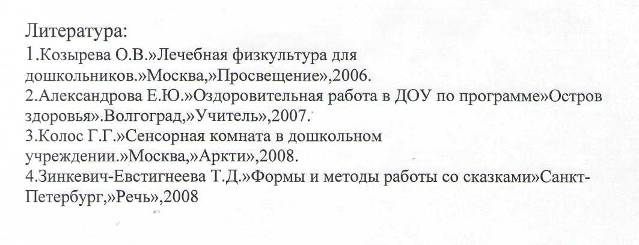 Литература:
1.Козырева О.В.»Лечебная физкультура для
дошкольников.»Москва,»Просвещение»,2006.
2.Александрова Е.Ю.»Оздоровительная работа в ДОУ по программе»Остров
здоровья».Волгоград,»Учитель»,2007.
3.Колос Г.Г.»Сенсорная комната в дошкольном
учреждении.»Москва,»Аркти»,2008.
4.Зинкевич-Евстигнеева Т.Д.»Формы и методы работы со сказками»Санкт-
Петербург,»Речь»,2008